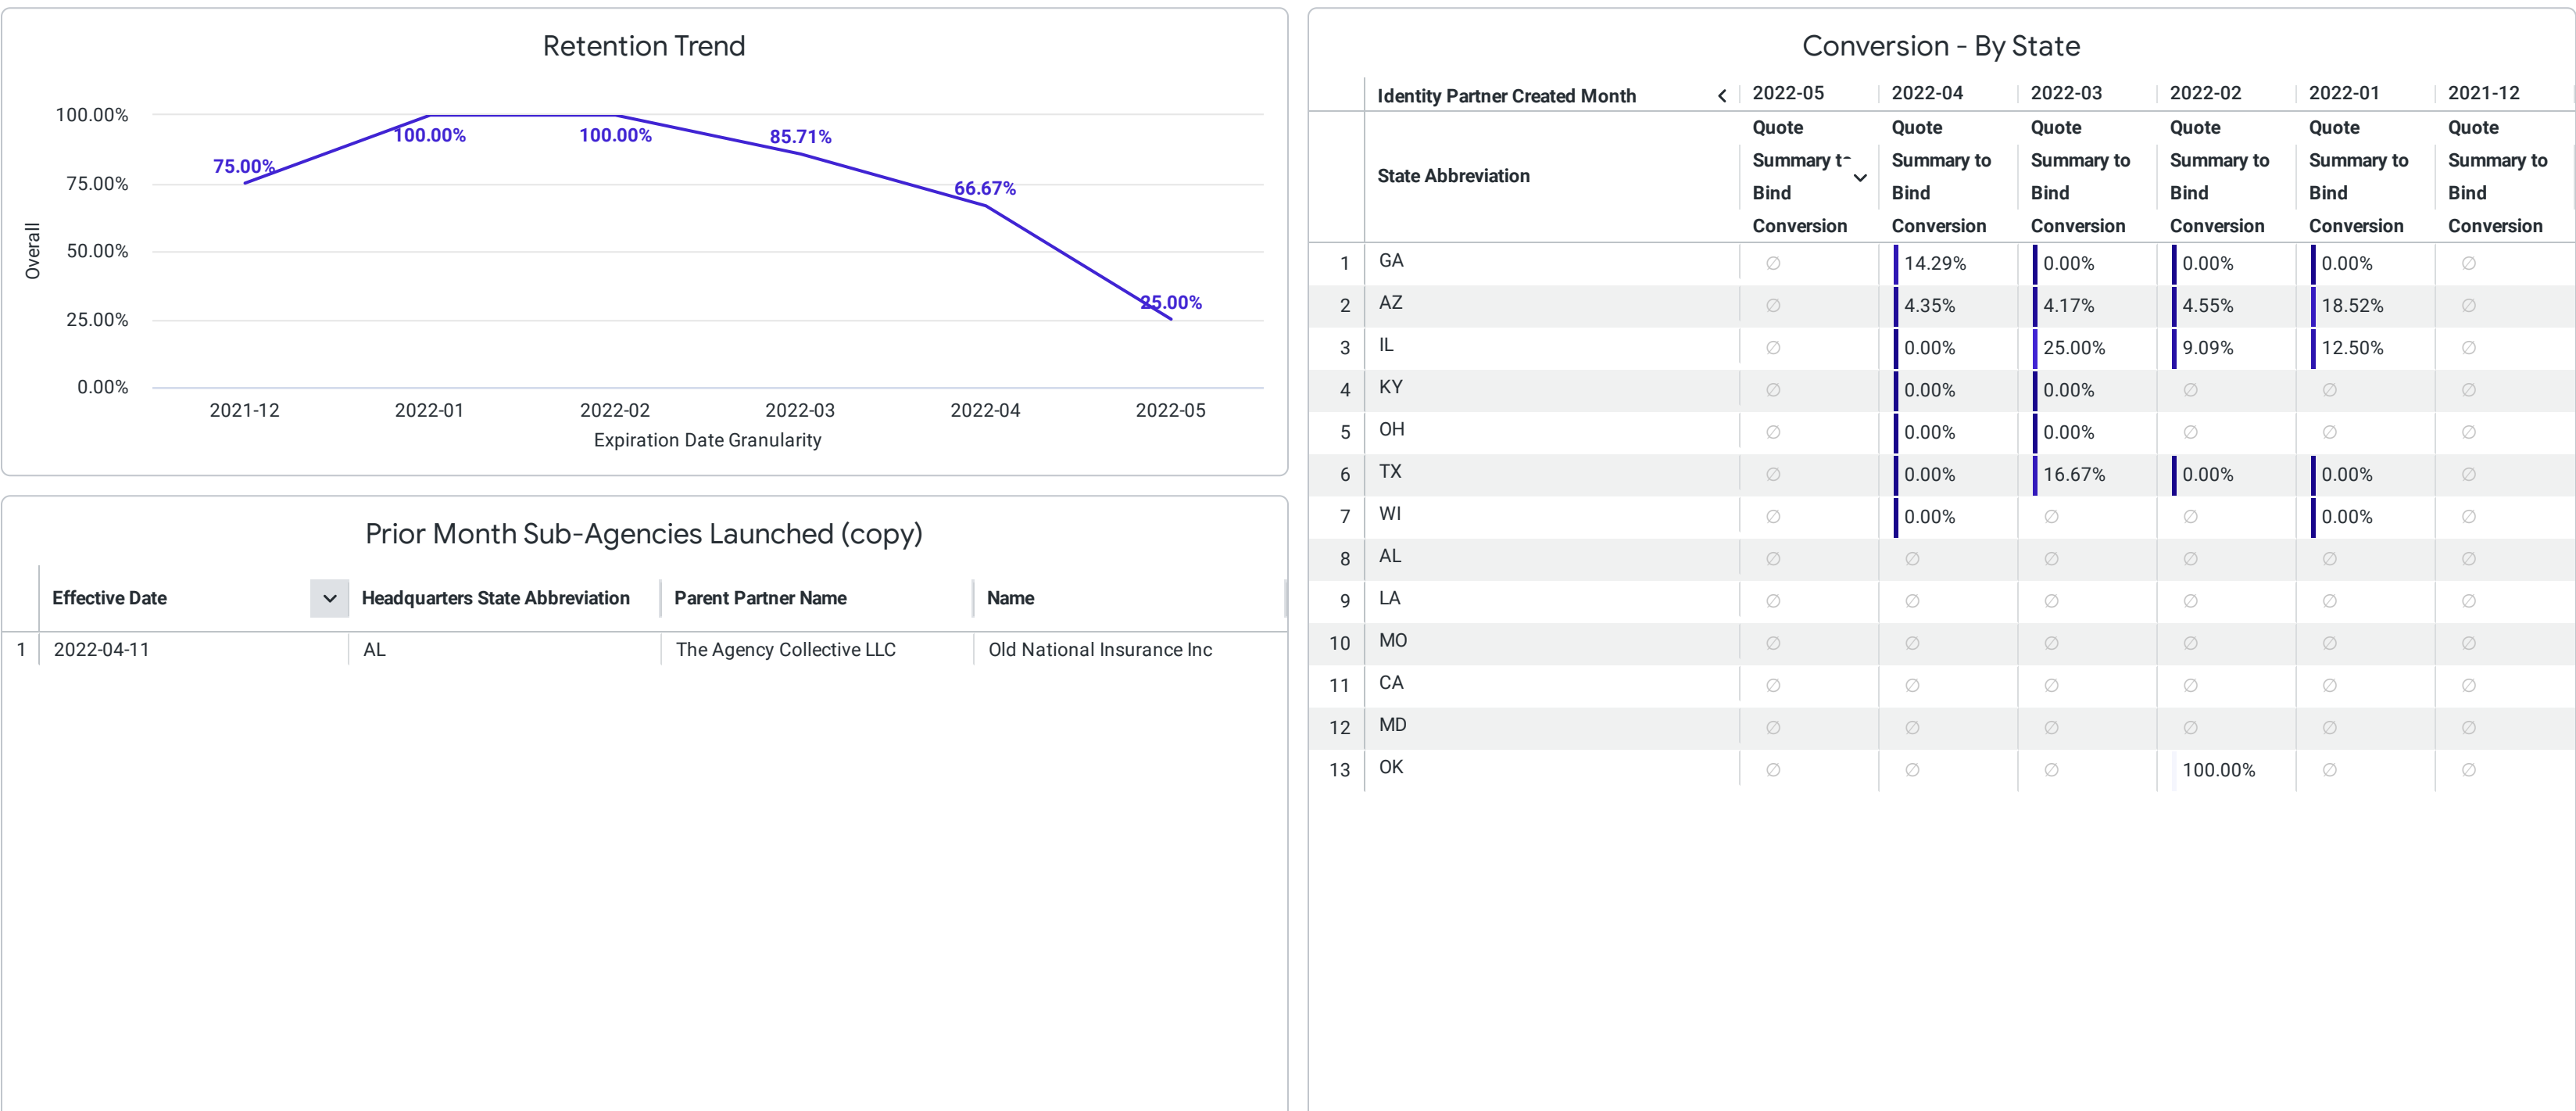 Retention Trend
100.00%
75.00%
50.00%
25.00%
0.00%
Overall
75.00%
100.00%
100.00%
85.71%
66.67%
25.00%
2021-12 2022-01 2022-02 2022-03 2022-04 2022-05
Expiration Date Granularity
Prior Month Sub-Agencies Launched (copy)
Effective Date Headquarters State Abbreviation Parent Partner Name Name
1 2022-04-11 AL The Agency Collective LLC Old National Insurance Inc
Conversion - By State
Identity Partner Created Month 2022-05 2022-04 2022-03 2022-02 2022-01 2021-12
State Abbreviation
Quote Quote Quote Quote Quote Quote
Summary t Summary to Summary to Summary to Summary to Summary to
Bind Bind Bind Bind Bind Bind
Conversion Conversion Conversion Conversion Conversion Conversion
1 GA ∅ 14.29% 0.00% 0.00% 0.00% ∅
2 AZ ∅ 4.35% 4.17% 4.55% 18.52% ∅
3 IL ∅ 0.00% 25.00% 9.09% 12.50% ∅
4 KY ∅ 0.00% 0.00% ∅ ∅ ∅
5 OH ∅ 0.00% 0.00% ∅ ∅ ∅
6 TX ∅ 0.00% 16.67% 0.00% 0.00% ∅
7 WI ∅ 0.00% ∅ ∅ 0.00% ∅
8 AL ∅ ∅ ∅ ∅ ∅ ∅
9 LA ∅ ∅ ∅ ∅ ∅ ∅
10 MO ∅ ∅ ∅ ∅ ∅ ∅
11 CA ∅ ∅ ∅ ∅ ∅ ∅
12 MD ∅ ∅ ∅ ∅ ∅ ∅
13 OK ∅ ∅ ∅ 100.00% ∅ ∅